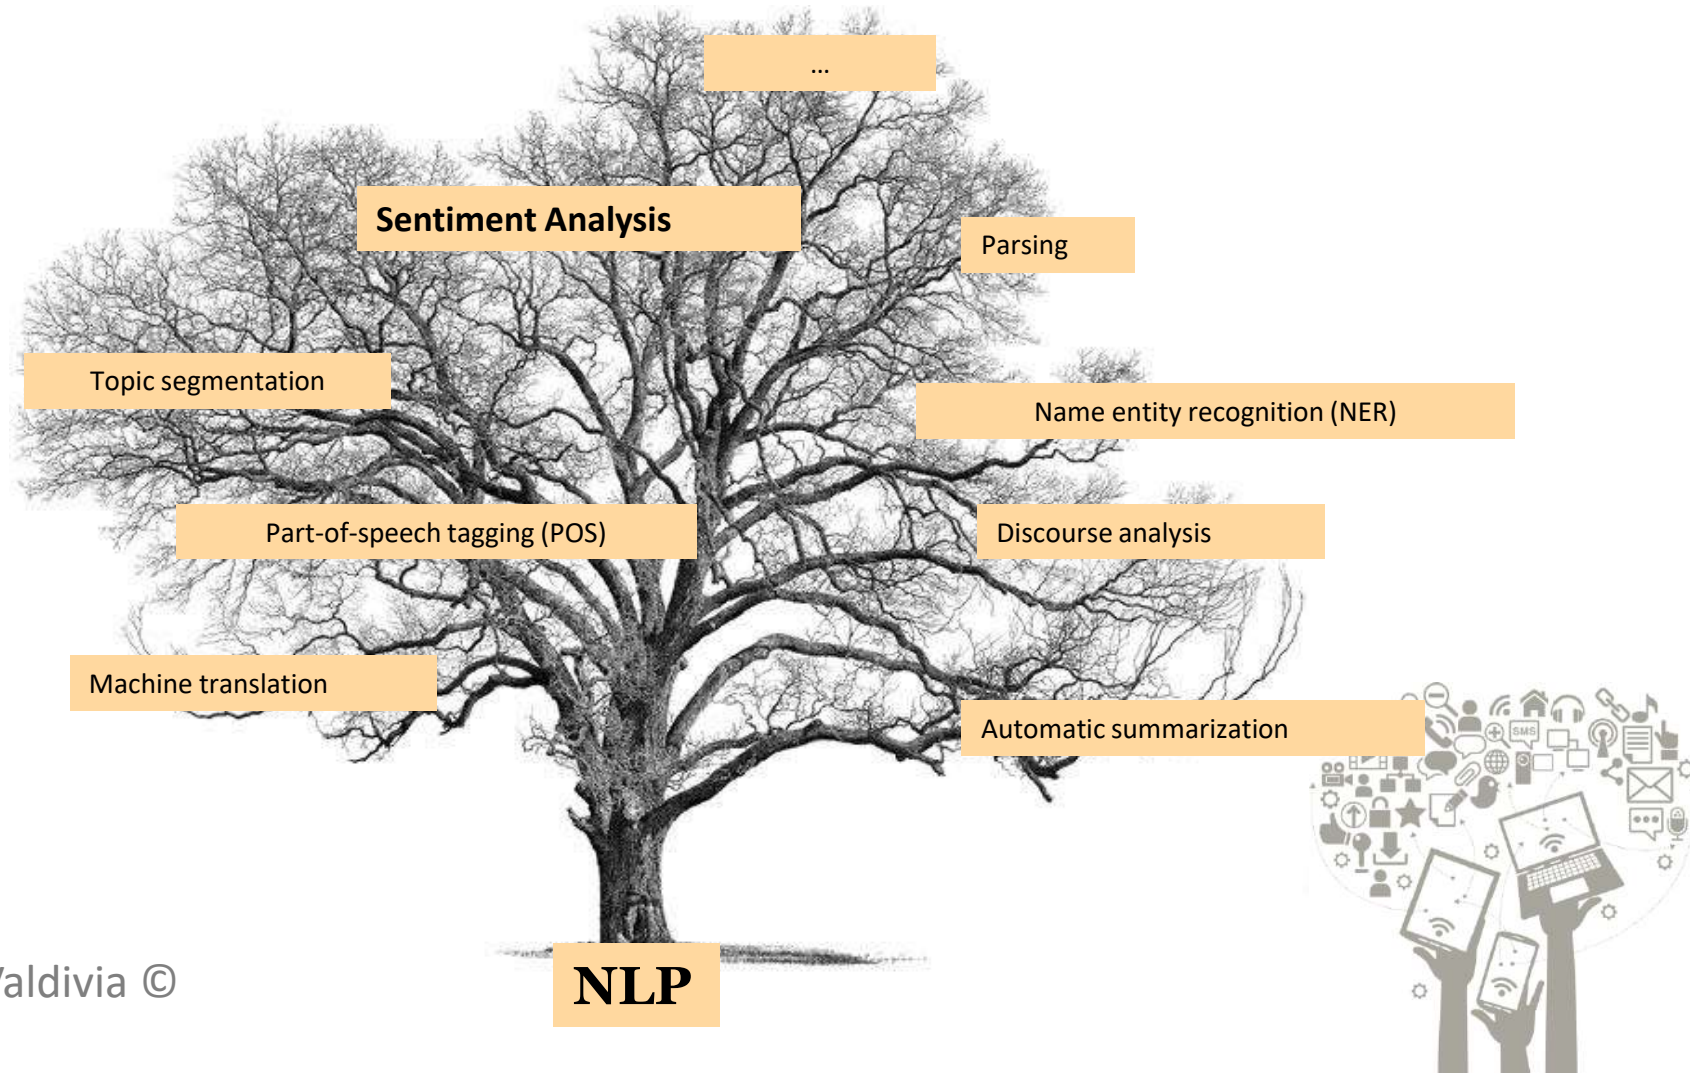 ...
Sentiment Analysis
Parsing
Topic segmentation
Name entity recognition (NER)
Part-of-speech tagging (POS)
Discourse analysis
Machine translation
Automatic summarization
SMS
Valdivia ©
NLP